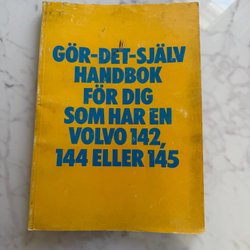 GÖR-DET-SJÄLV
HANDBOK
FÖR DIG
SOM HAR EN
VOLVO 142,
144 ELLER 145